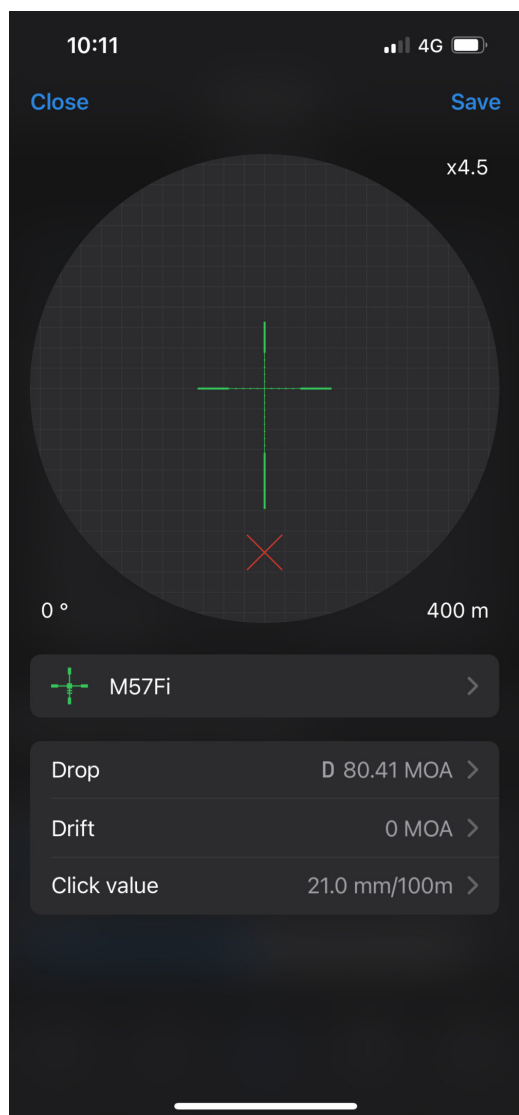 10:11 4G
Close Save
x4.5
0 ° 400 m
M57Fi
Drop D 80.41 MOA
Drift 0 MOA
Click value 21.0 mm/100m